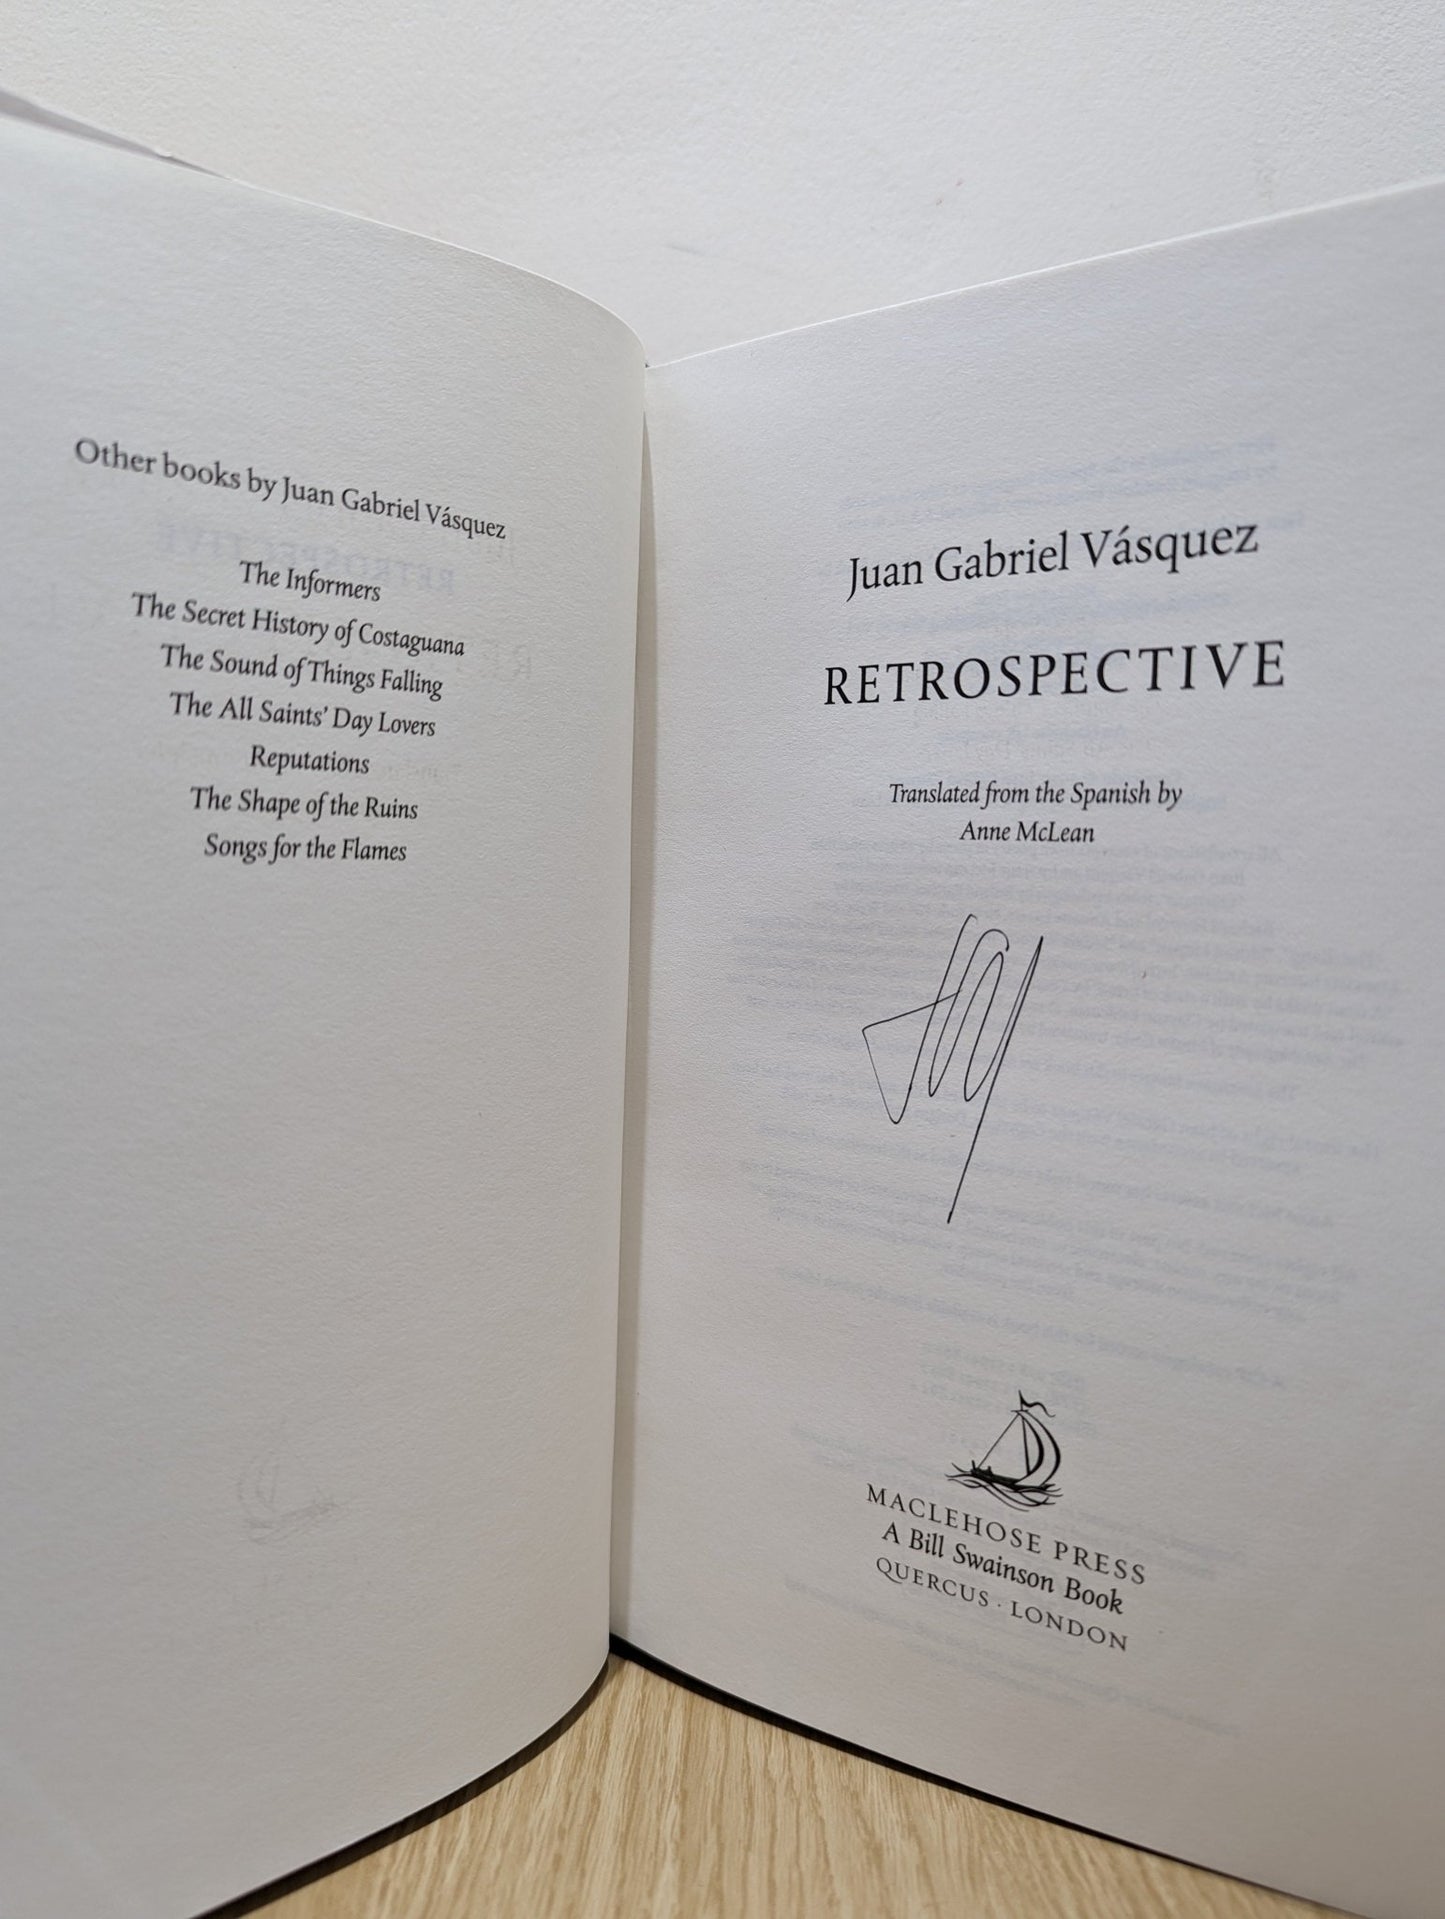 Other books by Juan Gabriel Vásquez
The Informers
The Secret History of Costaguana
The Sound of Things Falling
The All Saints' Day Lovers
Reputations
The Shape of the Ruins
Songs for the Flames
Juan Gabriel Vásquez
RETROSPECTIVE
Translated from the Spanish by
Anne McLean
MACLEHOSE PRESS
A Bill Swainson Book
QUERCUS · LONDON